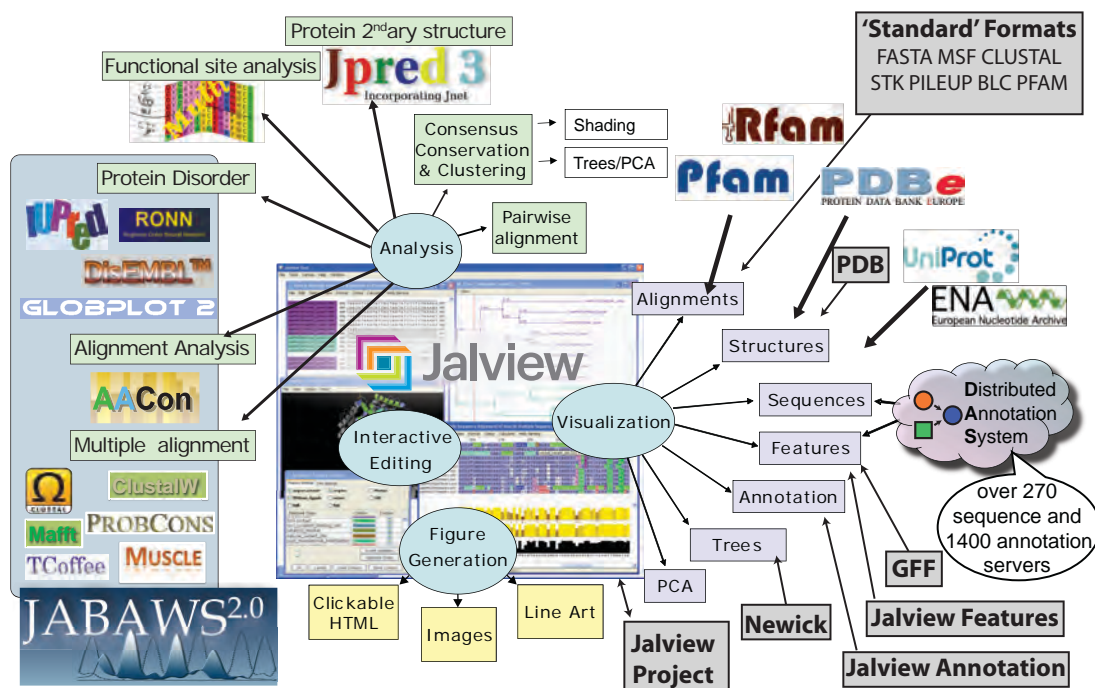 Protein 2ndary structure
Functional site analysis
Multi
Jpred 3
Incorporating Jnet
Consensus
Conservation
& Clustering
Shading
Trees/PCA
'Standard' Formats
FASTA MSF CLUSTAL
STK PILEUP BLC PFAM
Rfam
Pfam
PDBe
PROTEIN DATA BANK EUROPE
Protein Disorder
IUPred
RONN
DisEMBL™
GLOBPLOT 2
Analysis
Pairwise
alignment
PDB
UniProt
ENA
European Nucleotide Archive
Alignments
Structures
Alignment Analysis
AACon
Multiple alignment
Jalview
Visualization
Interactive
Editing
Sequences
Features
Annotation
Trees
PCA
Distributed
Annotation
System
over 270
sequence and
1400 annotation
servers
Ω
CLUSTAL
ClustalW
Mafft
PROBCONS
TCoffee
MUSCLE
JABAWS2.0
Figure
Generation
Clickable
HTML
Images
Line Art
Jalview
Project
Newick
GFF
Jalview Features
Jalview Annotation